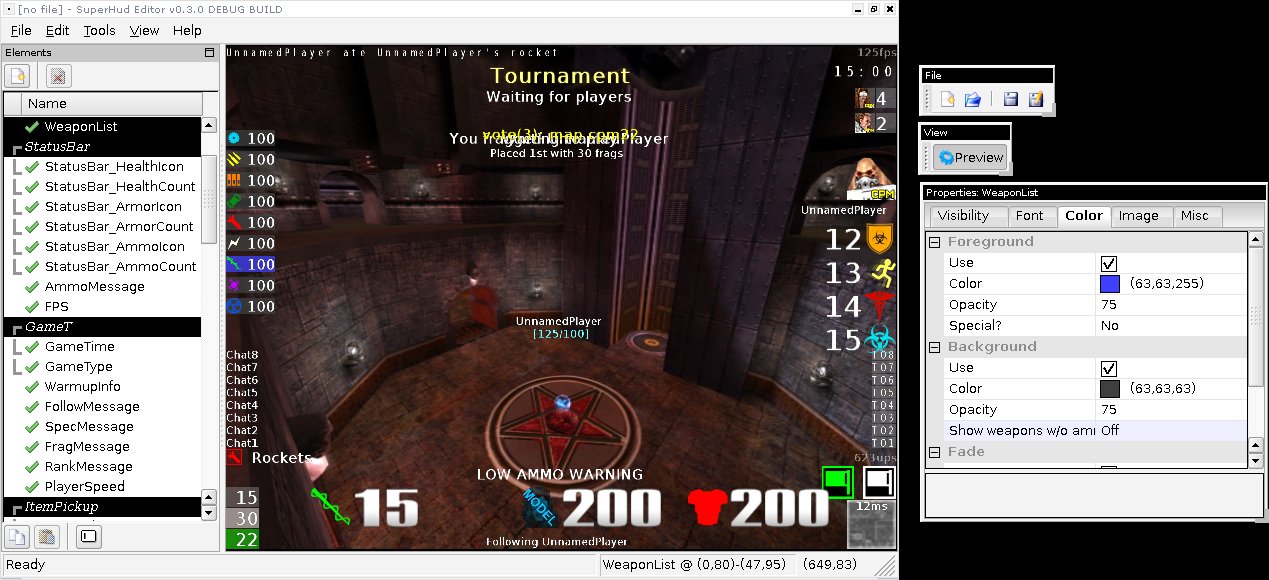 [no file] - SuperHud Editor v0.3.0 DEBUG BUILD
File Edit Tools View Help
Elements
Name
WeaponList
StatusBar
StatusBar_HealthIcon
StatusBar_HealthCount
StatusBar_ArmorIcon
StatusBar_ArmorCount
StatusBar_AmmoIcon
StatusBar_AmmoCount
AmmoMessage
FPS
GameT
GameTime
GameType
WarmupInfo
FollowMessage
SpecMessage
FragMessage
RankMessage
PlayerSpeed
ItemPickup
Ready
UnnamedPlayer ate UnnamedPlayer's rocket
125fps
Tournament
15:00
Waiting for players
4
2
vote(3): map cpm22
Placed 1st with 30 frags
100
100
100
100
100
100
100
100
100
CPM
UnnamedPlayer
12
13
14
15
UnnamedPlayer
[125/100]
Chat8
Chat7
Chat6
Chat5
Chat4
Chat3
Chat2
Chat1
T08
T07
T06
T05
T04
T03
T02
T01
623ups
Rockets
LOW AMMO WARNING
15
30
22
15
MODEL
200
200
12ms
Following UnnamedPlayer
WeaponList @ (0,80)-(47,95)
(649,83)
File
View
Preview
Properties: WeaponList
Visibility Font Color Image Misc
Foreground
Use
Color (63,63,255)
Opacity 75
Special? No
Background
Use
Color (63,63,63)
Opacity 75
Show weapons w/o am Off
Fade